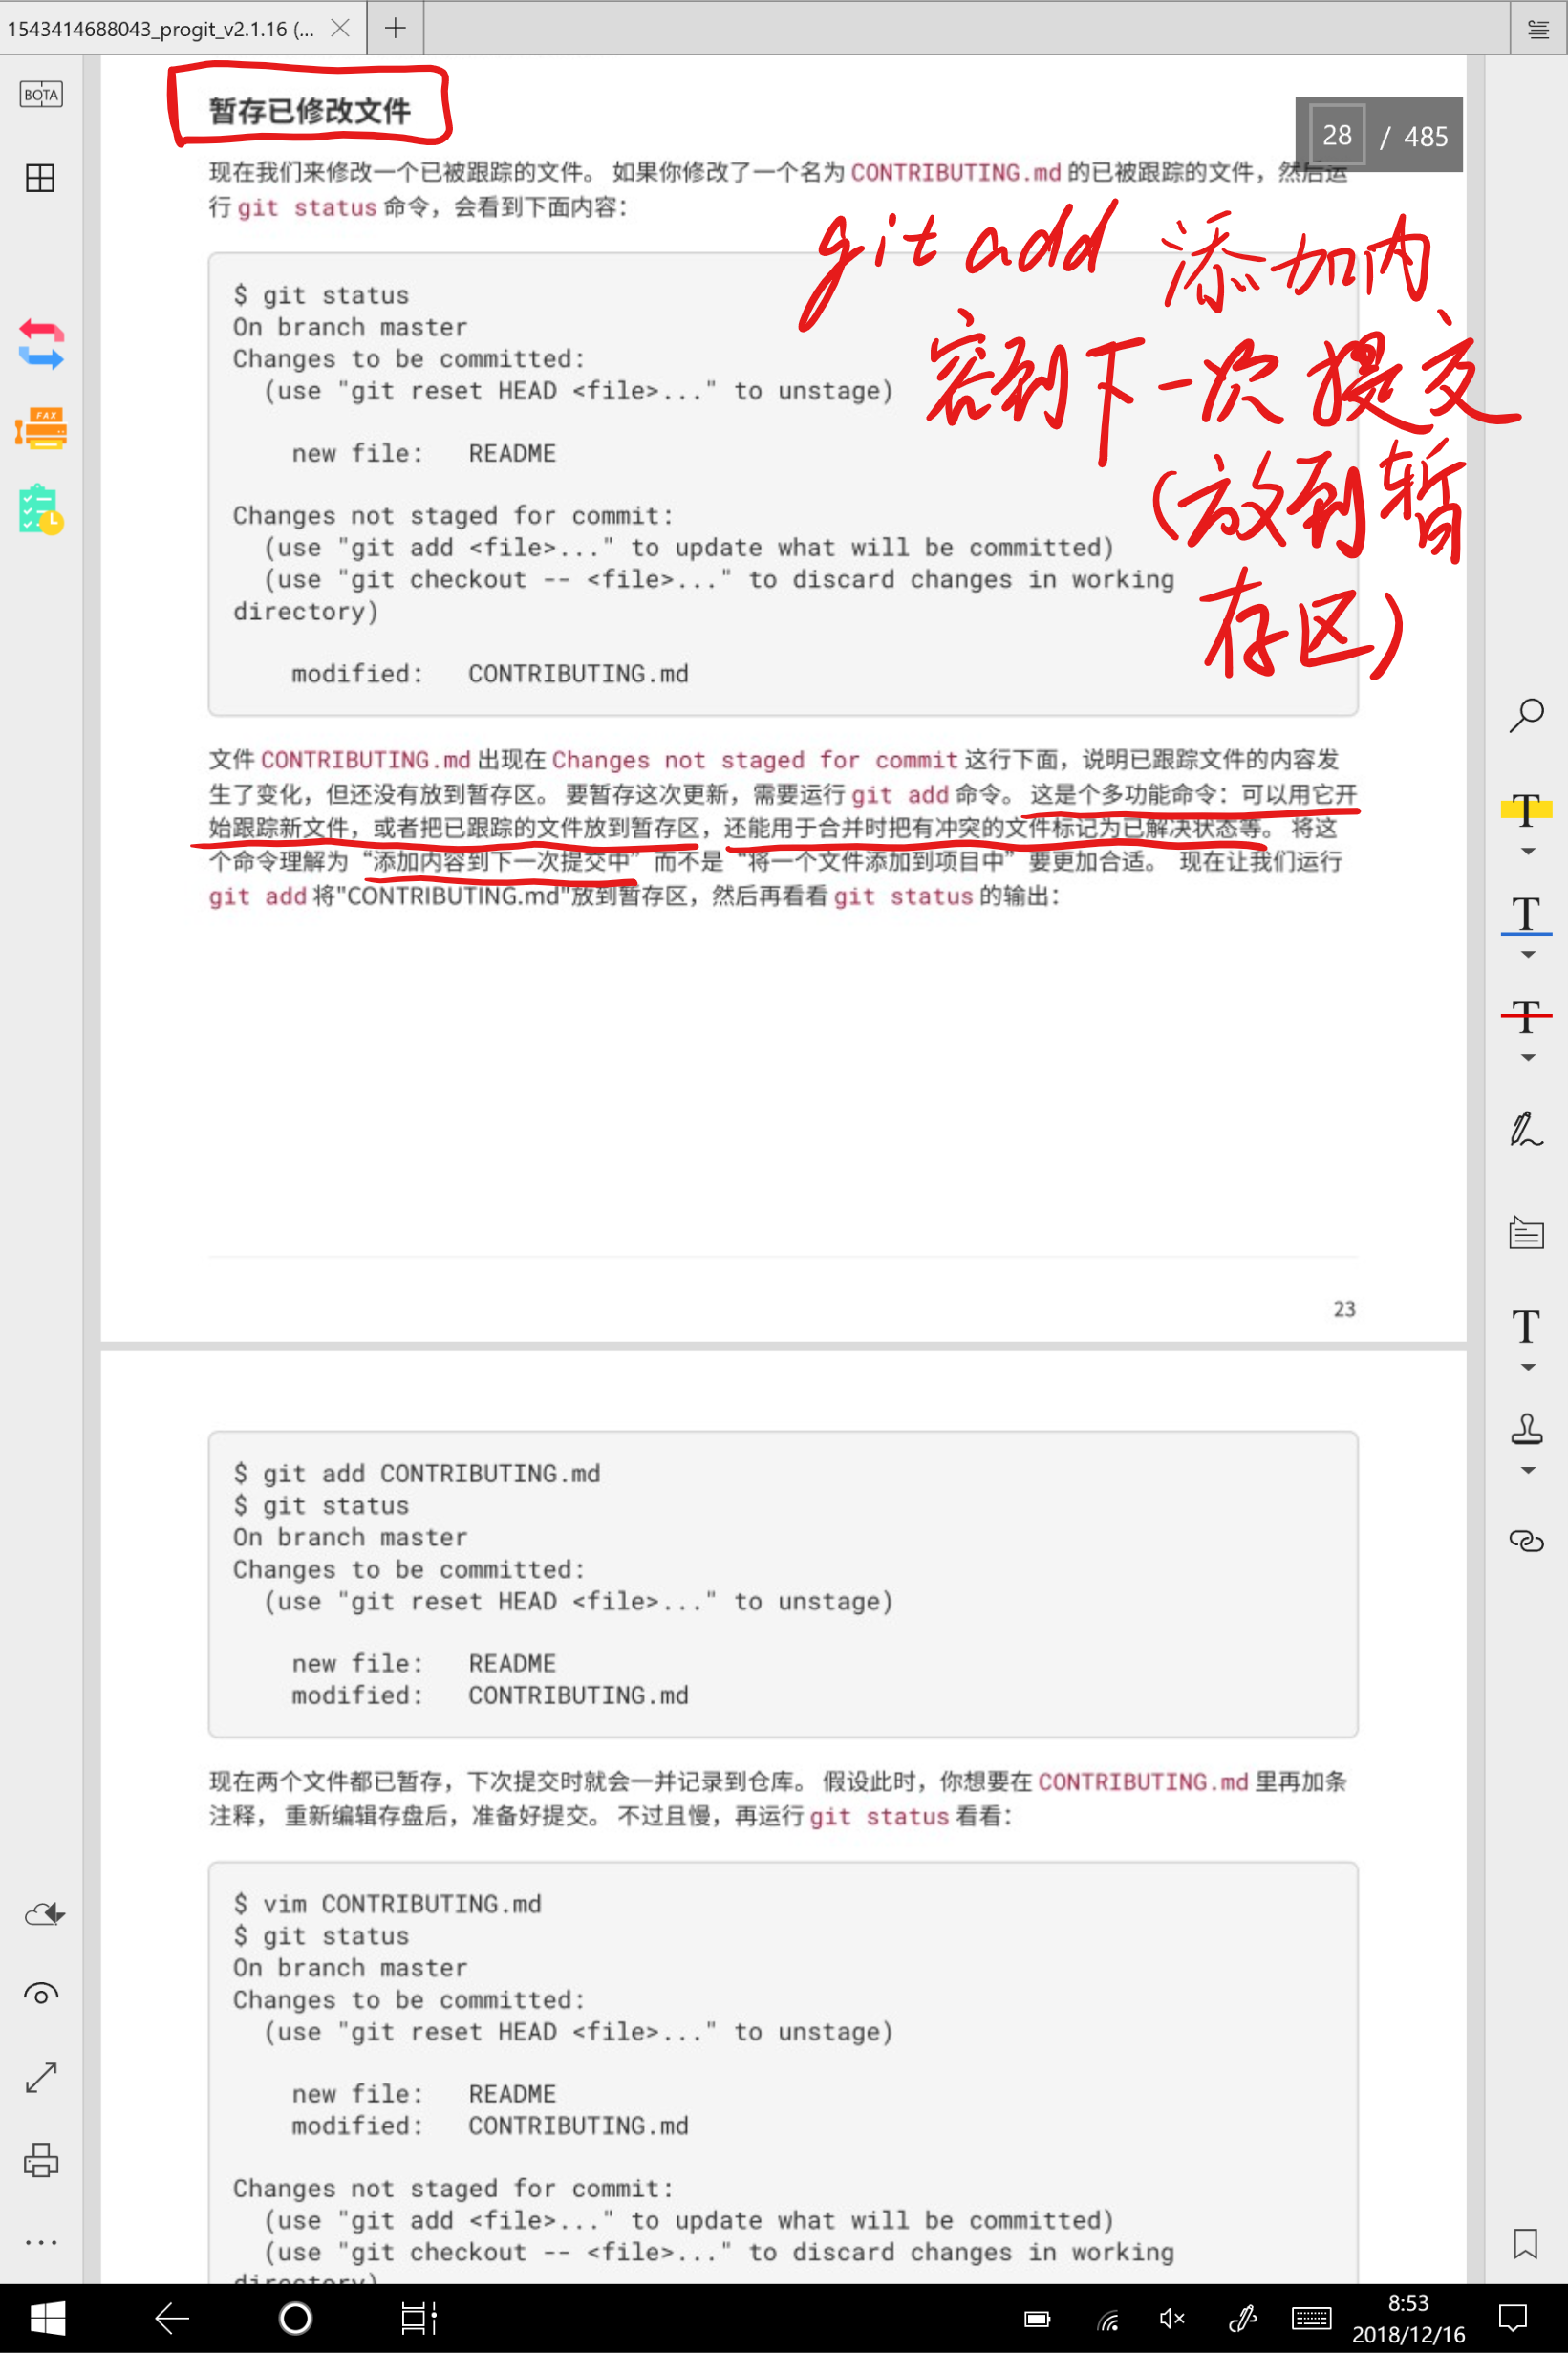 1543414688043_progit_v2.1.16 (...
BOTA
FAX
暂存已修改文件
28 / 485
现在我们来修改一个已被跟踪的文件。 如果你修改了一个名为 CONTRIBUTING.md 的已被跟踪的文件，然后运
行 git status 命令，会看到下面内容：
git add 添加内
容到下一次提交
(放到暂
存区)
$ git status
On branch master
Changes to be committed:
(use "git reset HEAD <file>..." to unstage)
new file: README
Changes not staged for commit:
(use "git add <file>..." to update what will be committed)
(use "git checkout -- <file>..." to discard changes in working
directory)
modified: CONTRIBUTING.md
文件 CONTRIBUTING.md 出现在 Changes not staged for commit 这行下面，说明已跟踪文件的内容发
生了变化，但还没有放到暂存区。 要暂存这次更新，需要运行 git add 命令。 这是个多功能命令：可以用它开
始跟踪新文件，或者把已跟踪的文件放到暂存区，还能用于合并时把有冲突的文件标记为已解决状态等。 将这
个命令理解为“添加内容到下一次提交中”而不是“将一个文件添加到项目中”要更加合适。 现在让我们运行
git add 将"CONTRIBUTING.md"放到暂存区，然后再看看 git status 的输出：
23
$ git add CONTRIBUTING.md
$ git status
On branch master
Changes to be committed:
(use "git reset HEAD <file>..." to unstage)
new file: README
modified: CONTRIBUTING.md
现在两个文件都已暂存，下次提交时就会一并记录到仓库。 假设此时，你想要在 CONTRIBUTING.md 里再加条
注释， 重新编辑存盘后，准备好提交。 不过且慢，再运行 git status 看看：
$ vim CONTRIBUTING.md
$ git status
On branch master
Changes to be committed:
(use "git reset HEAD <file>..." to unstage)
new file: README
modified: CONTRIBUTING.md
Changes not staged for commit:
(use "git add <file>..." to update what will be committed)
(use "git checkout -- <file>..." to discard changes in working
directory)
8:53
2018/12/16